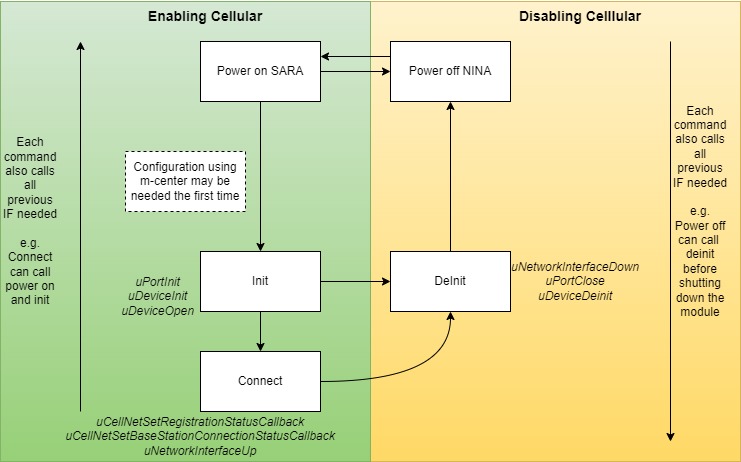 Enabling Cellular
Disabling Celllular
Power on SARA
Power off NINA
Each
command
also calls
all
previous
IF needed
e.g.
Connect
can call
power on
and init
Configuration using
m-center may be
needed the first time
Each
command
also calls
all
previous
IF needed
e.g.
Power off
can call
deinit
before
shutting
down the
module
uPortInit
uDeviceInit
uDeviceOpen
Init
DeInit
uNetworkInterfaceDown
uPortClose
uDeviceDeinit
Connect
uCellNetSetRegistrationStatusCallback
uCellNetSetBaseStationConnectionStatusCallback
uNetworkInterfaceUp